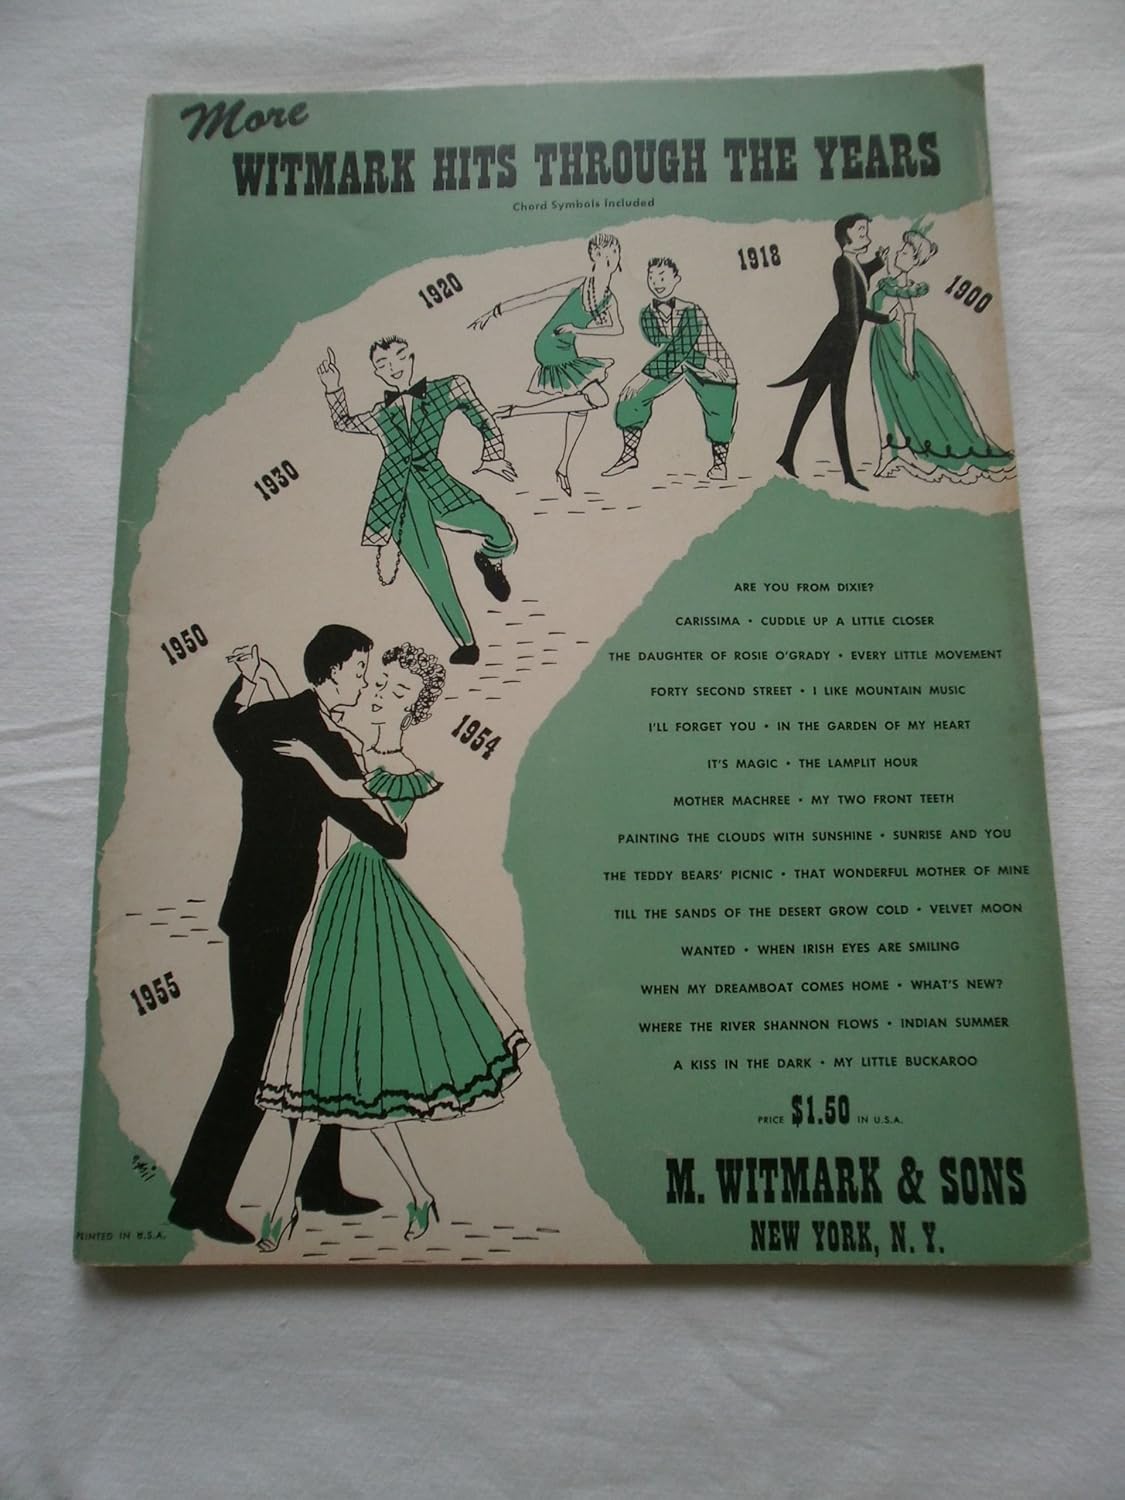 More
WITMARK HITS THROUGH THE YEARS
Chord Symbols Included
1920
1918
1900
1930
1950
1954
1955
ARE YOU FROM DIXIE?
CARISSIMA • CUDDLE UP A LITTLE CLOSER
THE DAUGHTER OF ROSIE O'GRADY • EVERY LITTLE MOVEMENT
FORTY SECOND STREET • I LIKE MOUNTAIN MUSIC
I'LL FORGET YOU • IN THE GARDEN OF MY HEART
IT'S MAGIC • THE LAMPLIT HOUR
MOTHER MACHREE • MY TWO FRONT TEETH
PAINTING THE CLOUDS WITH SUNSHINE • SUNRISE AND YOU
THE TEDDY BEARS' PICNIC • THAT WONDERFUL MOTHER OF MINE
TILL THE SANDS OF THE DESERT GROW COLD • VELVET MOON
WANTED • WHEN IRISH EYES ARE SMILING
WHEN MY DREAMBOAT COMES HOME • WHAT'S NEW?
WHERE THE RIVER SHANNON FLOWS • INDIAN SUMMER
A KISS IN THE DARK • MY LITTLE BUCKAROO
PRICE $1.50 IN U.S.A.
M. WITMARK & SONS
NEW YORK, N. Y.
PRINTED IN U.S.A.